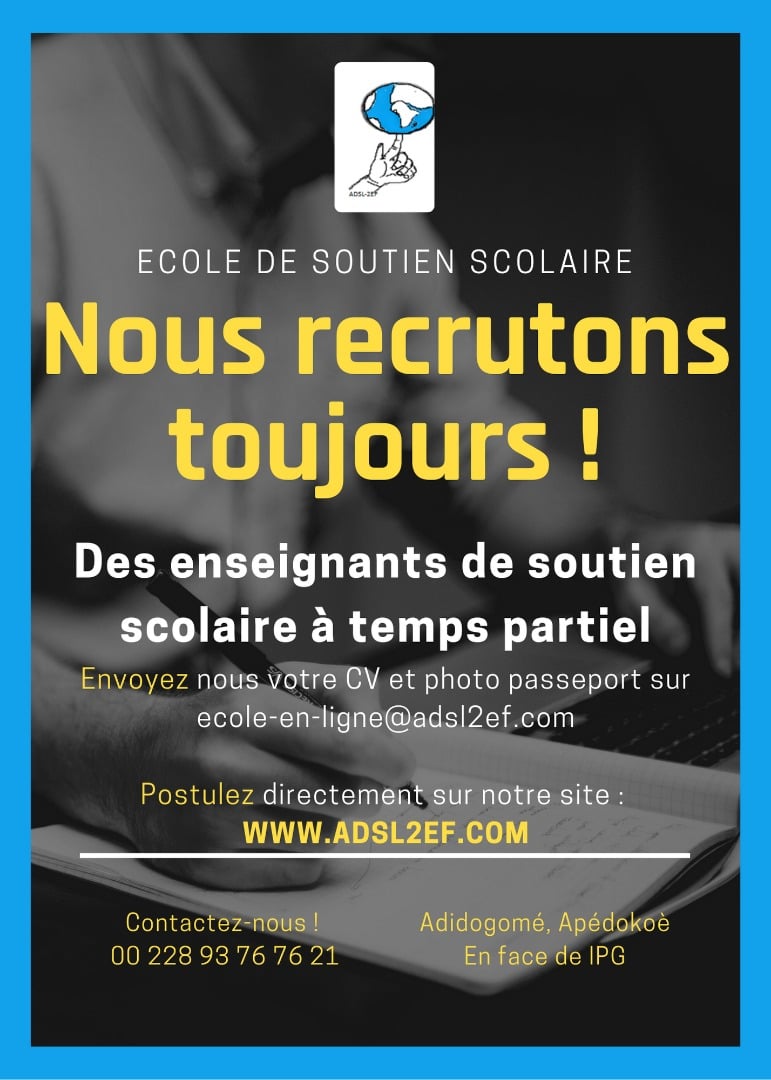 ADSL-2EF
ECOLE DE SOUTIEN SCOLAIRE
Nous recrutons
toujours !
Des enseignants de soutien
scolaire à temps partiel
Envoyez nous votre CV et photo passeport sur
ecole-en-ligne@adsl2ef.com
Postulez directement sur notre site :
WWW.ADSL2EF.COM
Contactez-nous !
00 228 93 76 76 21
Adidogomé, Apédokoè
En face de IPG